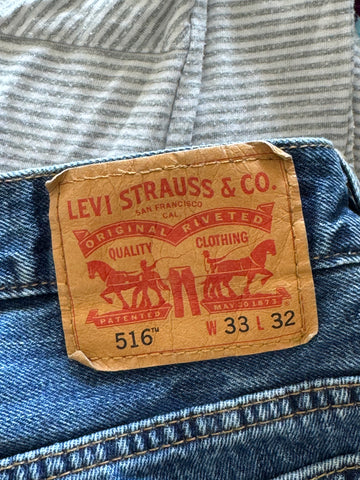 LEVI STRAUSS & CO.
SAN FRANCISCO
CAL.
ORIGINAL RIVETED
QUALITY CLOTHING
PATENTED MAY 20 1873
516™ W 33 L 32